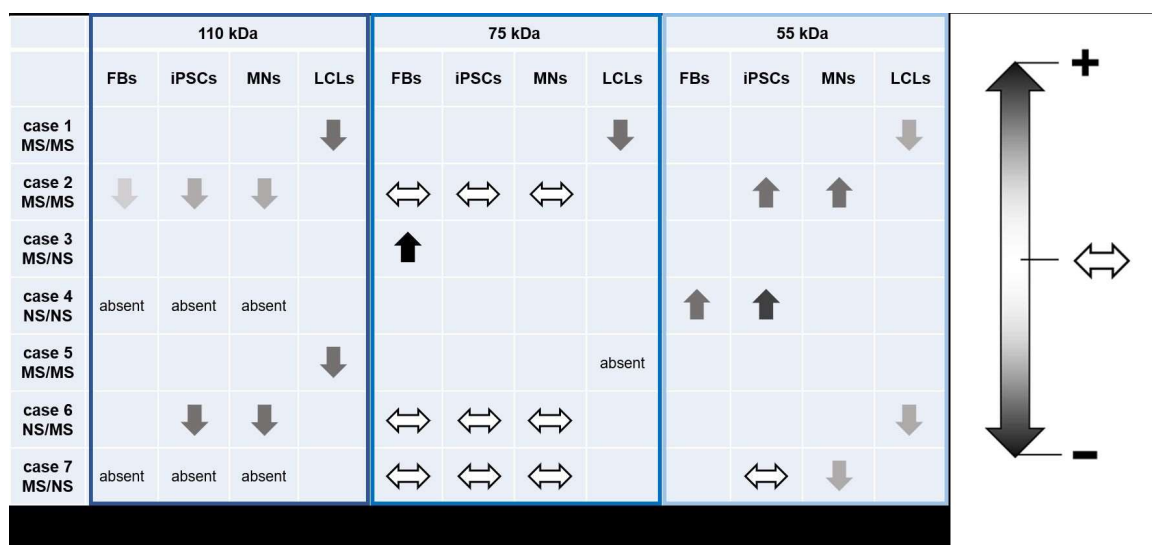 110 kDa 75 kDa 55 kDa
FBs iPSCs MNs LCLs FBs iPSCs MNs LCLs FBs iPSCs MNs LCLs
case 1
MS/MS
case 2
MS/MS
case 3
MS/NS
case 4
NS/NS
absent absent absent
case 5
MS/MS
absent
case 6
NS/MS
case 7
MS/NS
absent absent absent
+
-